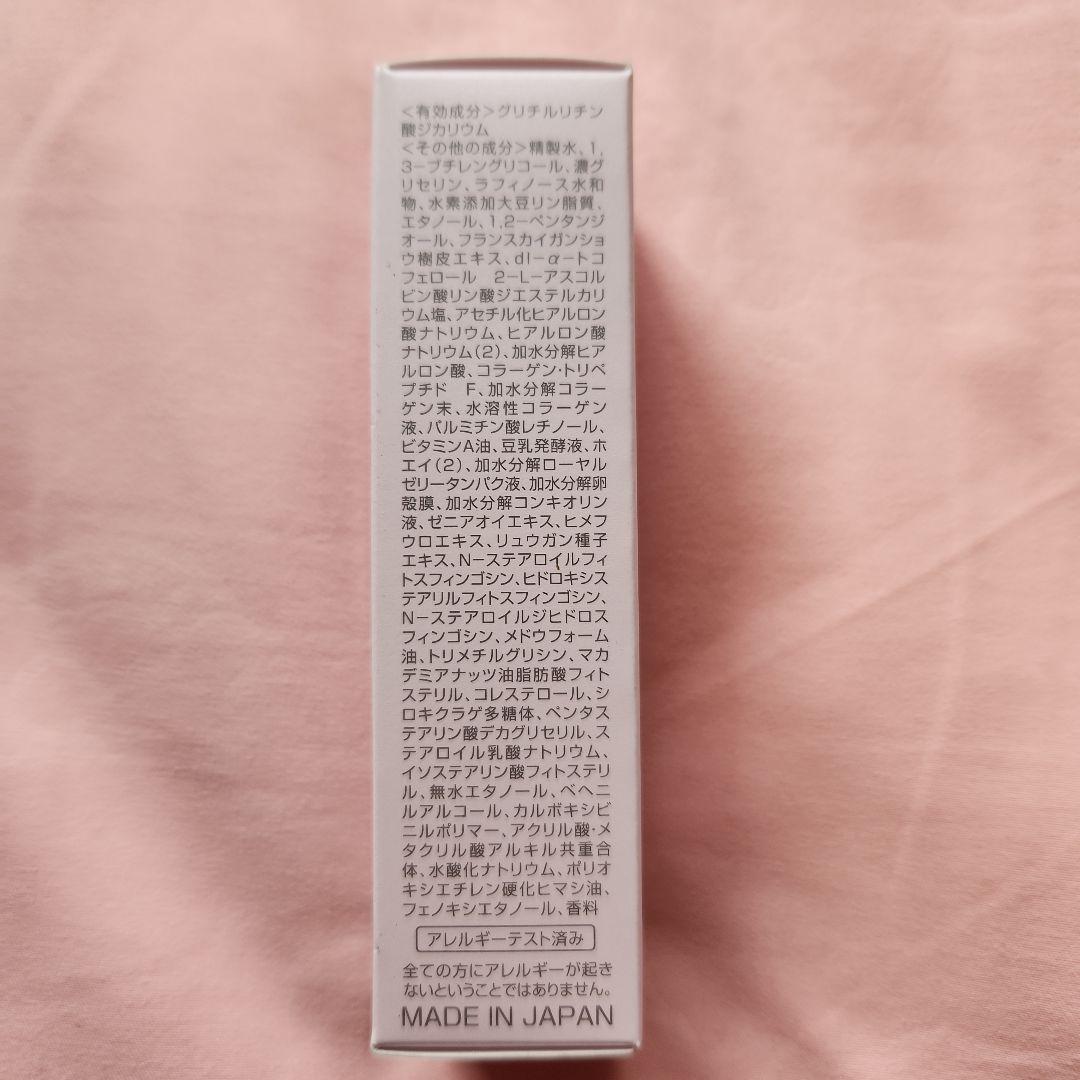 ＜有効成分＞グリチルリチン
酸ジカリウム
＜その他の成分＞精製水、1,
3－ブチレングリコール、濃グ
リセリン、ラフィノース水和
物、水素添加大豆リン脂質、
エタノール、1,2－ペンタンジ
オール、フランスカイガンショ
ウ樹皮エキス、dl－α－トコ
フェロール　2－L－アスコル
ビン酸リン酸ジエステルカリ
ウム塩、アセチル化ヒアルロン
酸ナトリウム、ヒアルロン酸
ナトリウム（2）、加水分解ヒア
ルロン酸、コラーゲン・トリペ
プチド　F、加水分解コラー
ゲン末、水溶性コラーゲン
液、パルミチン酸レチノール、
ビタミンA油、豆乳発酵液、ホ
エイ（2）、加水分解ローヤル
ゼリータンパク液、加水分解卵
殻膜、加水分解コンキオリン
液、ゼニアオイエキス、ヒメフ
ウロエキス、リュウガン種子
エキス、N－ステアロイルフィ
トスフィンゴシン、ヒドロキシス
テアリルフィトスフィンゴシン、
N－ステアロイルジヒドロス
フィンゴシン、メドウフォーム
油、トリメチルグリシン、マカ
デミアナッツ油脂肪酸フィト
ステリル、コレステロール、シ
ロキクラゲ多糖体、ペンタス
テアリン酸デカグリセリル、ス
テアロイル乳酸ナトリウム、
イソステアリン酸フィトステリ
ル、無水エタノール、ベヘニ
ルアルコール、カルボキシビ
ニルポリマー、アクリル酸・メ
タクリル酸アルキル共重合
体、水酸化ナトリウム、ポリオ
キシエチレン硬化ヒマシ油、
フェノキシエタノール、香料
アレルギーテスト済み
全ての方にアレルギーが起き
ないということではありません。
MADE IN JAPAN